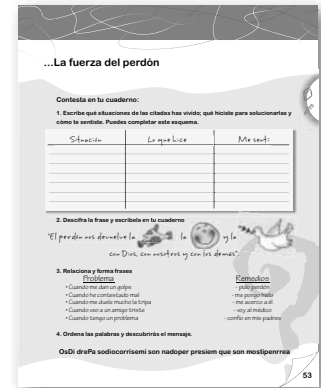 ...La fuerza del perdón
Contesta en tu cuaderno:
1. Escribe qué situaciones de las citadas has vivido; qué hiciste para solucionarlas y
cómo te sentiste. Puedes completar este esquema.
Situación Lo que hice Me sentí:
2. Descifra la frase y escríbela en tu cuaderno
"El perdón nos devuelve la la y la
con Dios, con nosotros y con los demás".
3. Relaciona y forma frases
Problema Remedios
• Cuando me dan un golpe - pido perdón
• Cuando he contestado mal - me pongo hielo
• Cuando me duele mucho la tripa - me acerco a él
• Cuando veo a un amigo triste - voy al médico
• Cuando tengo un problema - confío en mis padres
4. Ordena las palabras y descubrirás el mensaje.
OsDi drePa sodiocorrisemi son nadoper presiem que son mostipenrrea
53